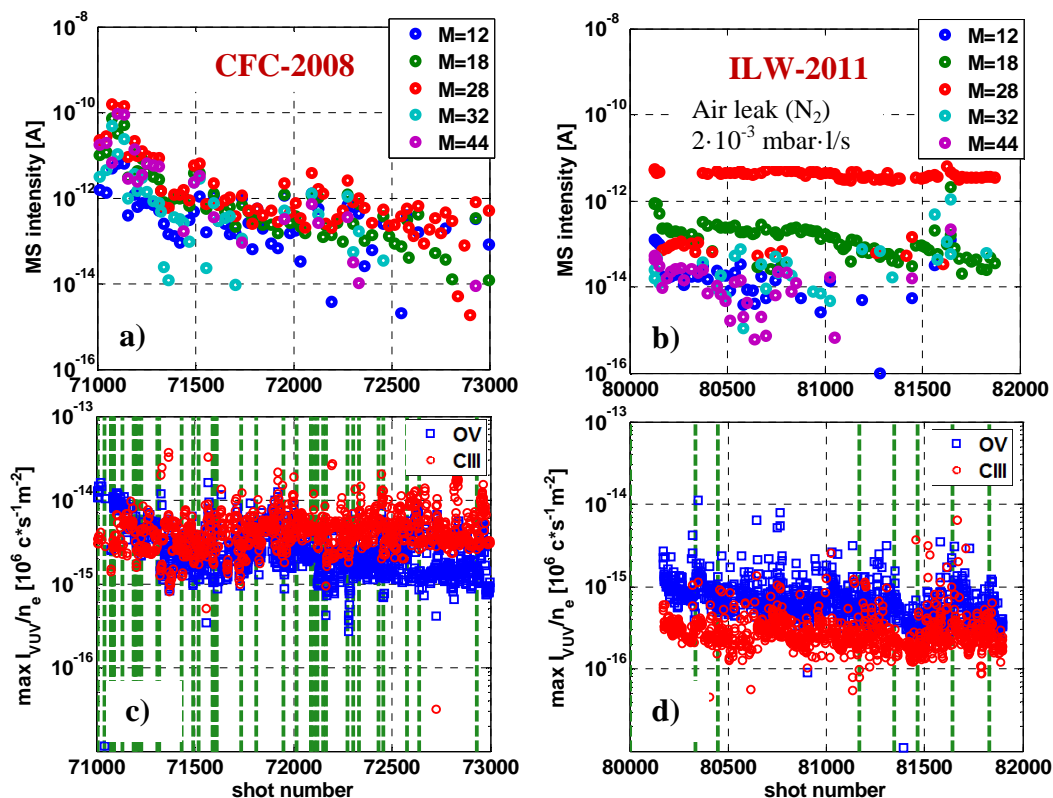 CFC-2008
M=12
M=18
M=28
M=32
M=44
MS intensity [A]
10⁻⁸
10⁻¹⁰
10⁻¹²
10⁻¹⁴
10⁻¹⁶
71000 71500 72000 72500 73000
a)
ILW-2011
Air leak (N₂)
2·10⁻³ mbar·l/s
M=12
M=18
M=28
M=32
M=44
MS intensity [A]
10⁻⁸
10⁻¹⁰
10⁻¹²
10⁻¹⁴
10⁻¹⁶
80000 80500 81000 81500 82000
b)
OV
CIII
max I_VUV/n_e [10⁶ c*s⁻¹m⁻²]
10⁻¹³
10⁻¹⁴
10⁻¹⁵
10⁻¹⁶
c)
71000 71500 72000 72500 73000
shot number
OV
CIII
max I_VUV/n_e [10⁶ c*s⁻¹m⁻²]
10⁻¹³
10⁻¹⁴
10⁻¹⁵
10⁻¹⁶
d)
80000 80500 81000 81500 82000
shot number